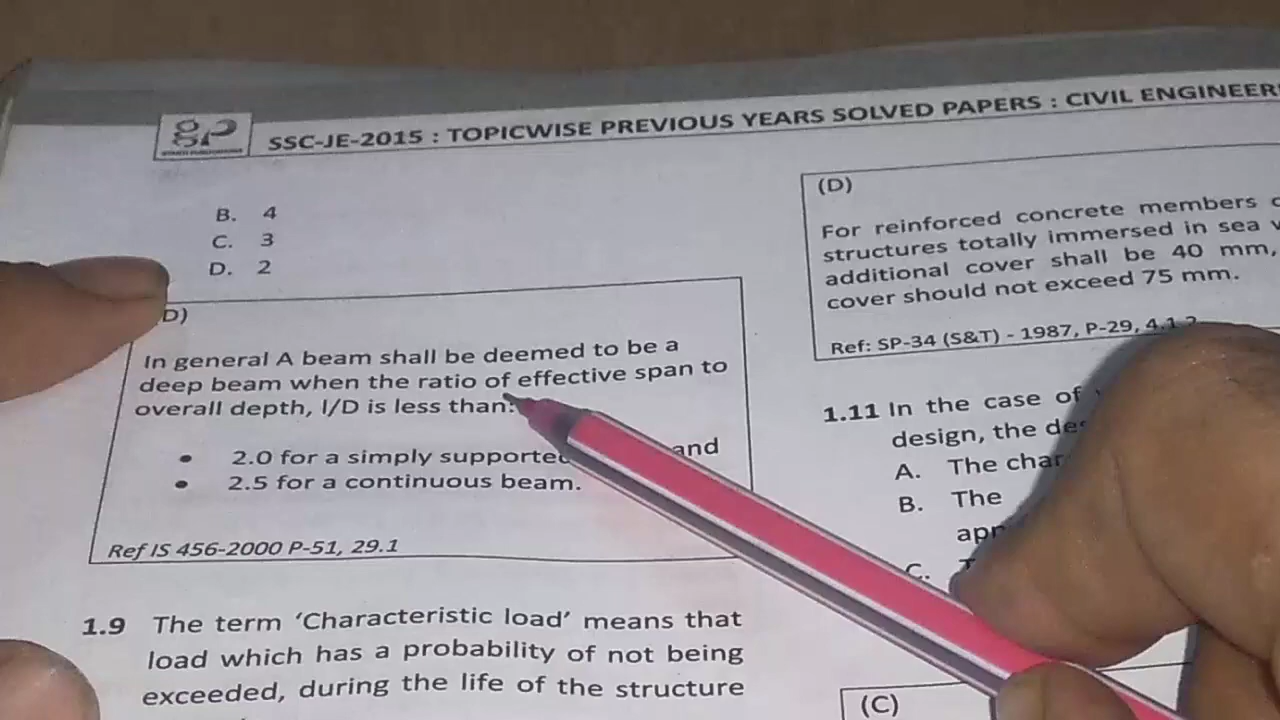 SSC-JE-2015 : TOPICWISE PREVIOUS YEARS SOLVED PAPERS : CIVIL ENGINEER
B. 4
C. 3
D. 2
D)
In general A beam shall be deemed to be a
deep beam when the ratio of effective span to
overall depth, l/D is less than:
• 2.0 for a simply supported and
• 2.5 for a continuous beam.
Ref IS 456-2000 P-51, 29.1
1.9 The term ‘Characteristic load’ means that
load which has a probability of not being
exceeded, during the life of the structure
(D)
For reinforced concrete members
structures totally immersed in sea
additional cover shall be 40 mm,
cover should not exceed 75 mm.
Ref: SP-34 (S&T) - 1987, P-29, 4.1.2
1.11 In the case of
design, the
A. The
B. The
C.
(C)